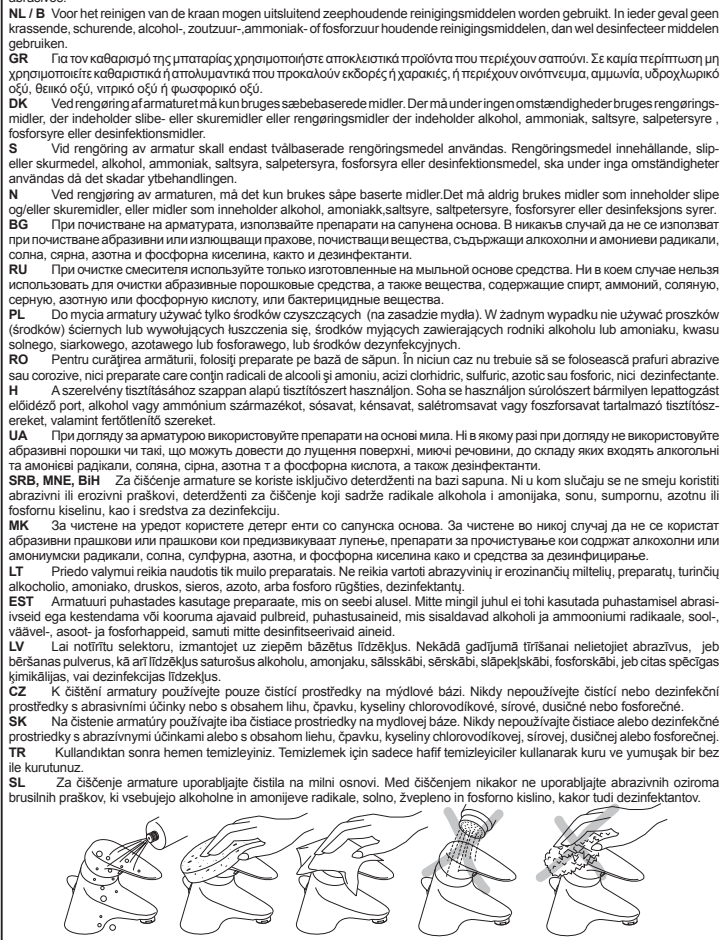 abrasives.
NL / B Voor het reinigen van de kraan mogen uitsluitend zeephoudende reinigingsmiddelen worden gebruikt. In ieder geval geen
krassende, schurende, alcohol-, zoutzuur-,ammoniak- of fosforzuur houdende reinigingsmiddelen, dan wel desinfecteer middelen
gebruiken.
GR Για τον καθαρισμό της μπαταρίας χρησιμοποιήστε αποκλειστικά προϊόντα που περιέχουν σαπούνι. Σε καμία περίπτωση μη
χρησιμοποιείτε καθαριστικά ή απολυμαντικά που προκαλούν εκδορές ή χαρακιές, ή περιέχουν οινόπνευμα, αμμωνία, υδροχλωρικό
οξύ, θειικό οξύ, νιτρικό οξύ ή φωσφορικό οξύ.
DK Ved rengøring af armaturet må kun bruges sæbebaserede midler. Der må under ingen omstændigheder bruges rengørings-
midler, der indeholder slibe- eller skuremidler eller rengøringsmidler der indeholder alkohol, ammoniak, saltsyre, salpetersyre ,
fosforsyre eller desinfektionsmidler.
S Vid rengöring av armatur skall endast tvålbaserade rengöringsmedel användas. Rengöringsmedel innehållande, slip-
eller skurmedel, alkohol, ammoniak, saltsyra, salpetersyra, fosforsyra eller desinfektionsmedel, ska under inga omständigheter
användas då det skadar ytbehandlingen.
N Ved rengjøring av armaturen, må det kun brukes såpe baserte midler.Det må aldrig brukes midler som inneholder slipe
og/eller skuremidler, eller midler som inneholder alkohol, amoniakk,saltsyre, saltpetersyre, fosforsyrer eller desinfeksjons syrer.
BG При почистване на арматурата, използвайте препарати на сапунена основа. В никакъв случай да не се използват
при почистване абразивни или излющващи прахове, почистващи вещества, съдържащи алкохолни и амониеви радикали,
солна, сярна, азотна и фосфорна киселина, както и дезинфектанти.
RU При очистке смесителя используйте только изготовленные на мыльной основе средства. Ни в коем случае нельзя
использовать для очистки абразивные порошковые средства, а также вещества, содержащие спирт, аммоний, соляную,
серную, азотную или фосфорную кислоту, или бактерицидные вещества.
PL Do mycia armatury używać tylko środków czyszczących (na zasadzie mydła). W żadnym wypadku nie używać proszków
(środków) ściernych lub wywołujących łuszczenia się, środków myjących zawierających rodniki alkoholu lub amoniaku, kwasu
solnego, siarkowego, azotawego lub fosforawego, lub środków dezynfekcyjnych.
RO Pentru curăţirea armăturii, folosiţi preparate pe bază de săpun. În niciun caz nu trebuie să se folosească prafuri abrazive
sau corozive, nici preparate care conţin radicali de alcooli şi amoniu, acizi clorhidric, sulfuric, azotic sau fosforic, nici dezinfectante.
H A szerelvény tisztításához szappan alapú tisztítószert használjon. Soha se használjon súrolószert bármilyen lepattogzást
előidéző port, alkohol vagy ammónium származékot, sósavat, kénsavat, salétromsavat vagy foszforsavat tartalmazó tisztítósz-
ereket, valamint fertőtlenítő szereket.
UA При догляду за арматурою використовуйте препарати на основі мила. Ні в якому разі при догляду не використовуйте
абразивні порошки чи такі, що можуть довести до лущення поверхні, миючі речовини, до складу яких входять алкогольні
та амонієві радікали, соляна, сірна, азотна т а фосфорна кислота, а також дезінфектанти.
SRB, MNE, BiH Za čišćenje armature se koriste isključivo deterdženti na bazi sapuna. Ni u kom slučaju se ne smeju koristiti
abrazivni ili erozivni praškovi, deterdženti za čiščenje koji sadrže radikale alkohola i amonijaka, sonu, sumpornu, azotnu ili
fosfornu kiselinu, kao i sredstva za dezinfekciju.
MK За чистене на уредот користете детерг енти со сапунска основа. За чистене во никој случај да не се користат
абразивни прашкови или прашкови кои предизвикуваат лупење, препарати за прочистување кои содржат алкохолни или
амониумски радикали, солна, сулфурна, азотна, и фосфорна киселина како и средства за дезинфицирање.
LT Priedo valymui reikia naudotis tik muilo preparatais. Ne reikia vartoti abrazyvinių ir erozinančių miltelių, preparatų, turinčių
alkocholio, amoniako, druskos, sieros, azoto, arba fosforo rūgšties, dezinfektantų.
EST Armatuuri puhastades kasutage preparaate, mis on seebi alusel. Mitte mingil juhul ei tohi kasutada puhastamisel abrasi-
ivseid ega kestendama või kooruma ajavaid pulbreid, puhastusaineid, mis sisaldavad alkoholi ja ammooniumi radikaale, sool-,
väävel-, asoot- ja fosforhappeid, samuti mitte desinfitseerivaid aineid.
LV Lai notīrītu selektoru, izmantojet uz ziepēm bāzētus līdzekļus. Nekādā gadījumā tīrīšanai nelietojiet abrazīvus, jeb
bēršanas pulverus, kā arī līdzēkļus saturošus alkoholu, amonjaku, sālsskābi, sērskābi, slāpekļskābi, fosforskābi, jeb citas spēcīgas
ķimikālijas, vai dezinfekcijas līdzekļus.
CZ K čištění armatury používejte pouze čistící prostředky na mýdlové bázi. Nikdy nepoužívejte čistící nebo dezinfekční
prostředky s abrasivními účinky nebo s obsahem lihu, čpavku, kyseliny chlorovodíkové, sírové, dusičné nebo fosforečné.
SK Na čistenie armatúry používajte iba čistiace prostriedky na mydlovej báze. Nikdy nepoužívajte čistiace alebo dezinfekčné
prostriedky s abrazívnymi účinkami alebo s obsahom liehu, čpavku, kyseliny chlorovodíkovej, sírovej, dusičnej alebo fosforečnej.
TR Kullandıktan sonra hemen temizleyiniz. Temizlemek için sadece hafif temizleyiciler kullanarak kuru ve yumuşak bir bez
ile kurutunuz.
SL Za čiščenje armature uporabljajte čistila na milni osnovi. Med čiščenjem nikakor ne uporabljajte abrazivnih oziroma
brusilnih praškov, ki vsebujejo alkoholne in amonijeve radikale, solno, žvepleno in fosforno kislino, kakor tudi dezinfektantov.